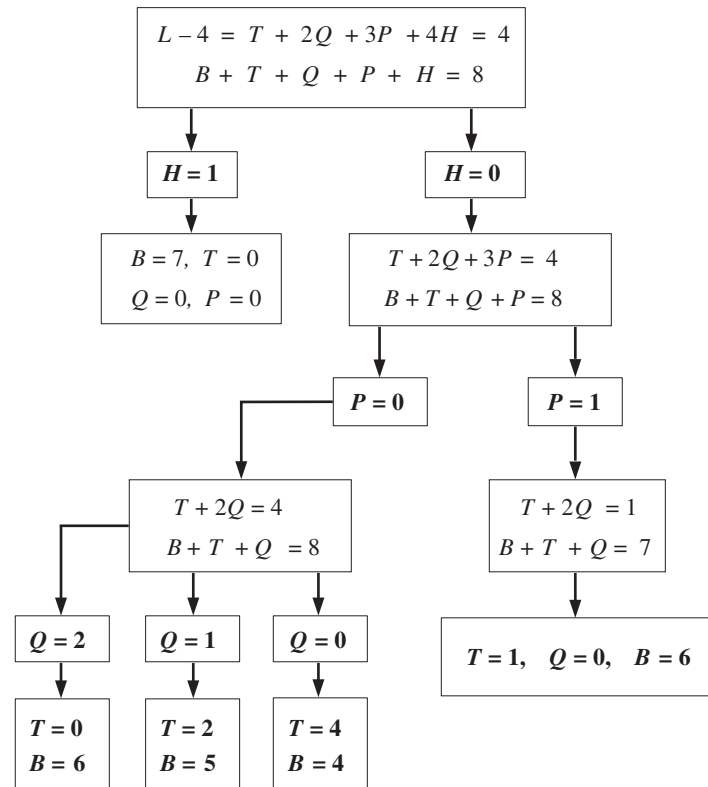 L − 4 = T + 2Q + 3P + 4H = 4
B + T + Q + P + H = 8
H = 1
H = 0
B = 7, T = 0
Q = 0, P = 0
T + 2Q + 3P = 4
B + T + Q + P = 8
P = 0
P = 1
T + 2Q = 4
B + T + Q = 8
T + 2Q = 1
B + T + Q = 7
Q = 2
Q = 1
Q = 0
T = 1, Q = 0, B = 6
T = 0
B = 6
T = 2
B = 5
T = 4
B = 4